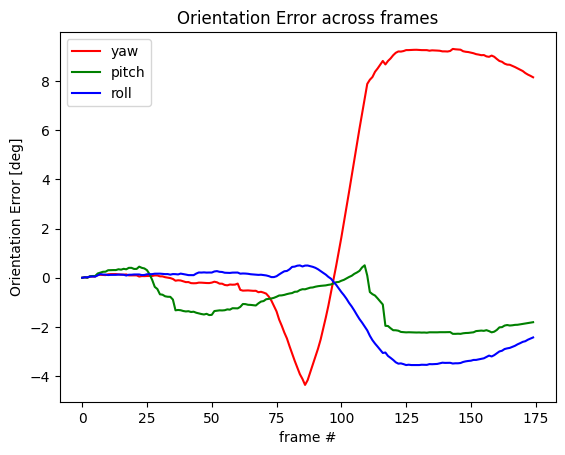 Orientation Error across frames
yaw
pitch
roll
Orientation Error [deg]
8
6
4
2
0
−2
−4
0 25 50 75 100 125 150 175
frame #